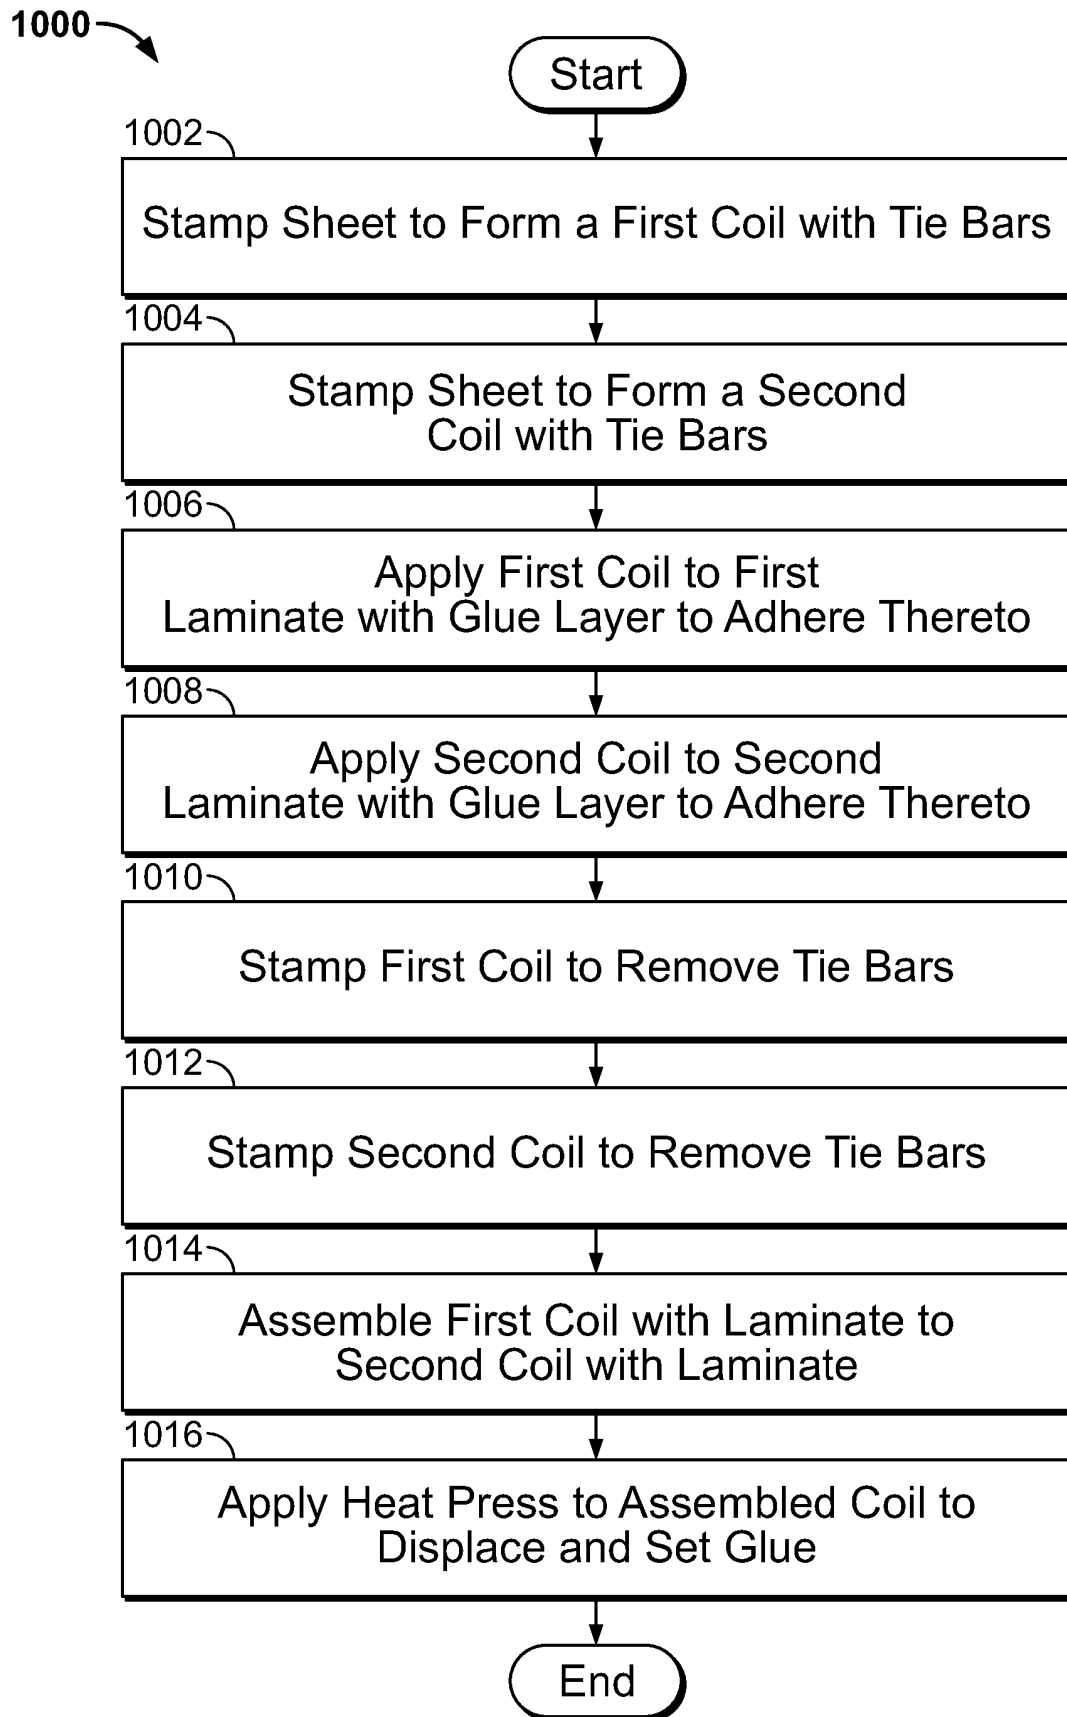 1000
Start
1002
Stamp Sheet to Form a First Coil with Tie Bars
1004
Stamp Sheet to Form a Second
Coil with Tie Bars
1006
Apply First Coil to First
Laminate with Glue Layer to Adhere Thereto
1008
Apply Second Coil to Second
Laminate with Glue Layer to Adhere Thereto
1010
Stamp First Coil to Remove Tie Bars
1012
Stamp Second Coil to Remove Tie Bars
1014
Assemble First Coil with Laminate to
Second Coil with Laminate
1016
Apply Heat Press to Assembled Coil to
Displace and Set Glue
End